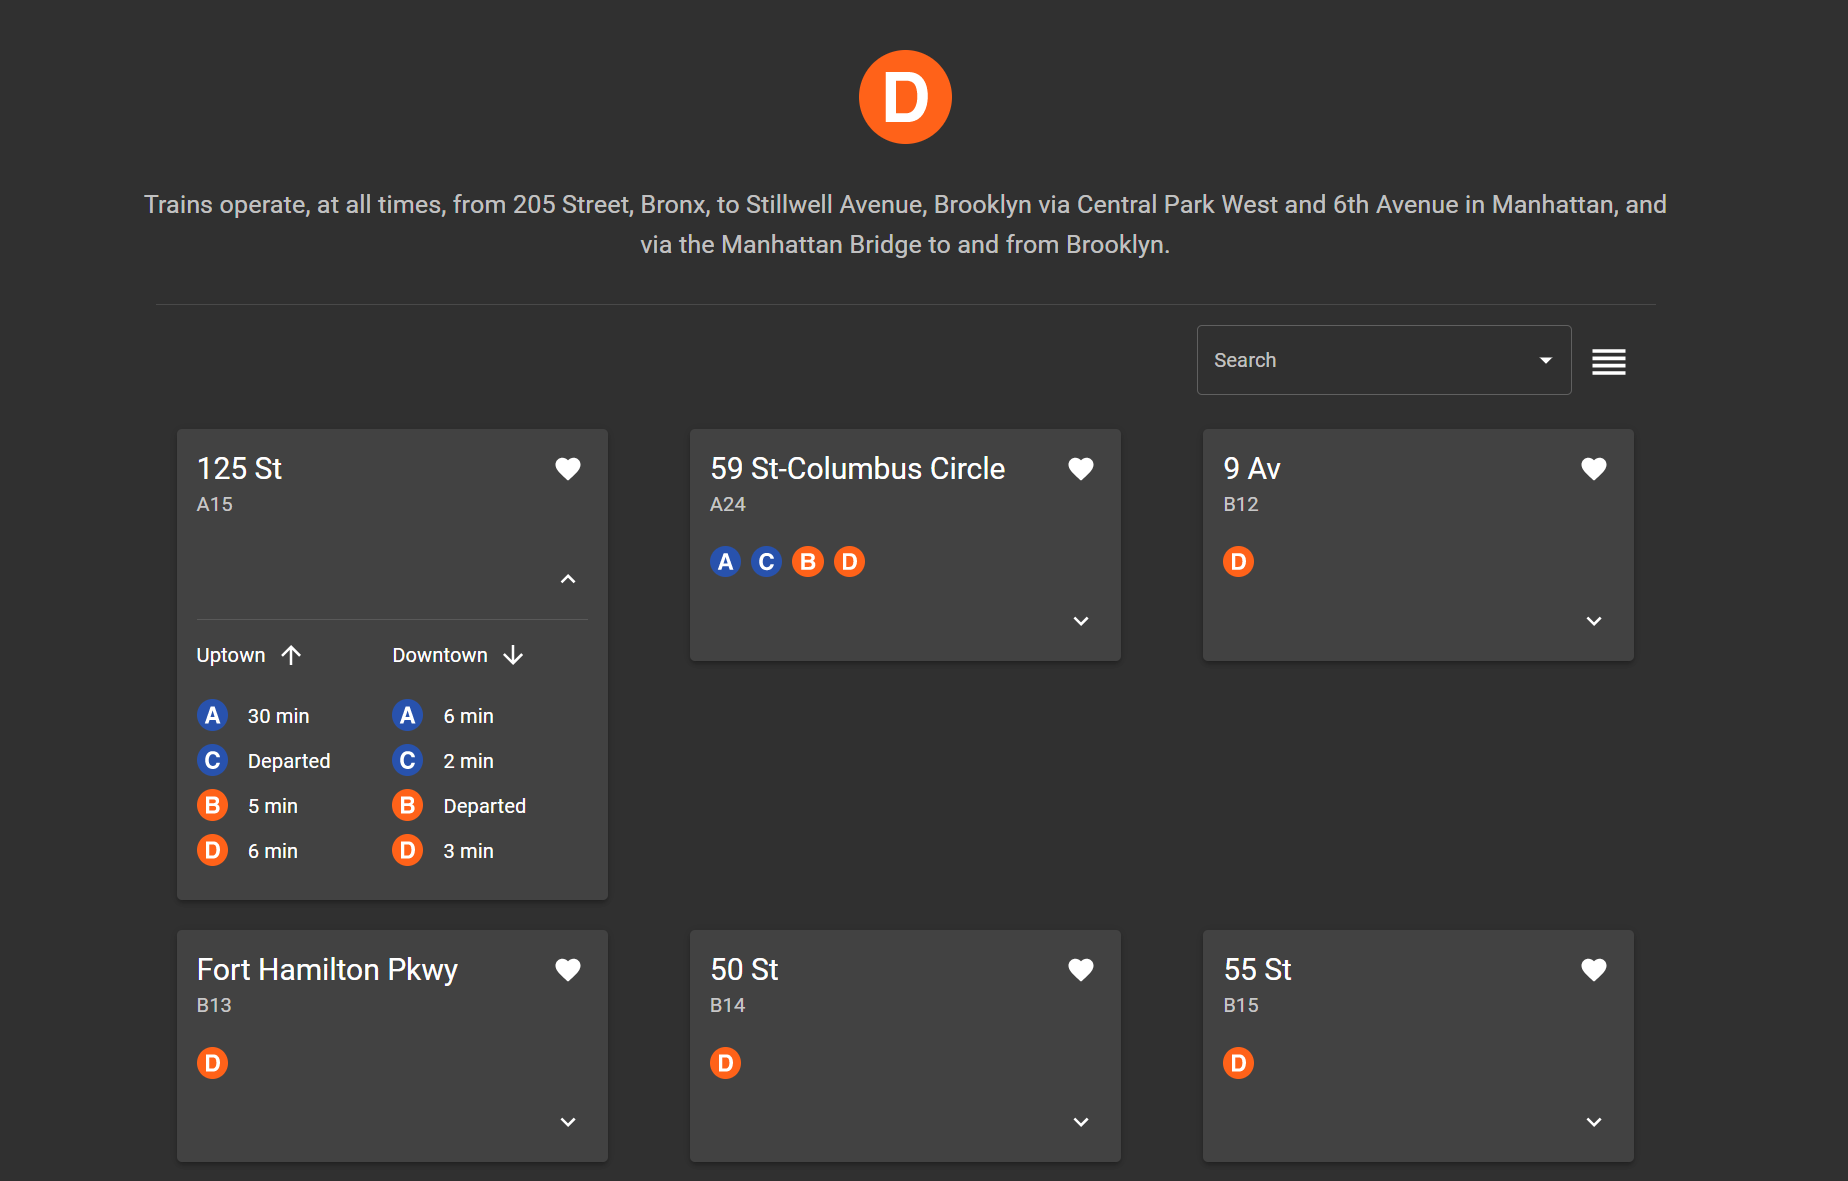 D
Trains operate, at all times, from 205 Street, Bronx, to Stillwell Avenue, Brooklyn via Central Park West and 6th Avenue in Manhattan, and
via the Manhattan Bridge to and from Brooklyn.
Search
125 St
A15
Uptown Downtown
A 30 min A 6 min
C Departed C 2 min
B 5 min B Departed
D 6 min D 3 min
59 St-Columbus Circle
A24
A C B D
9 Av
B12
D
Fort Hamilton Pkwy
B13
D
50 St
B14
D
55 St
B15
D